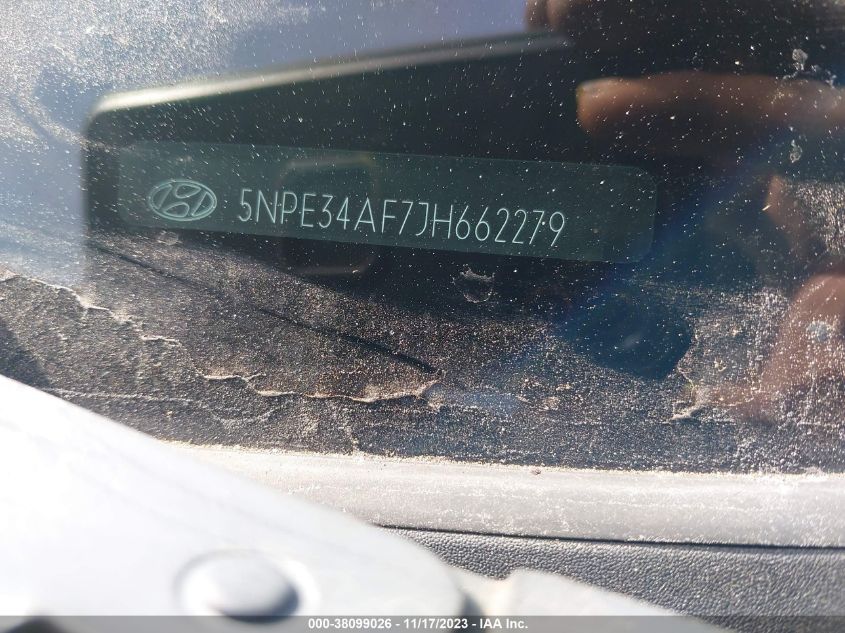 5NPE34AF7JH662279
000-38099026 - 11/17/2023 - IAA Inc.